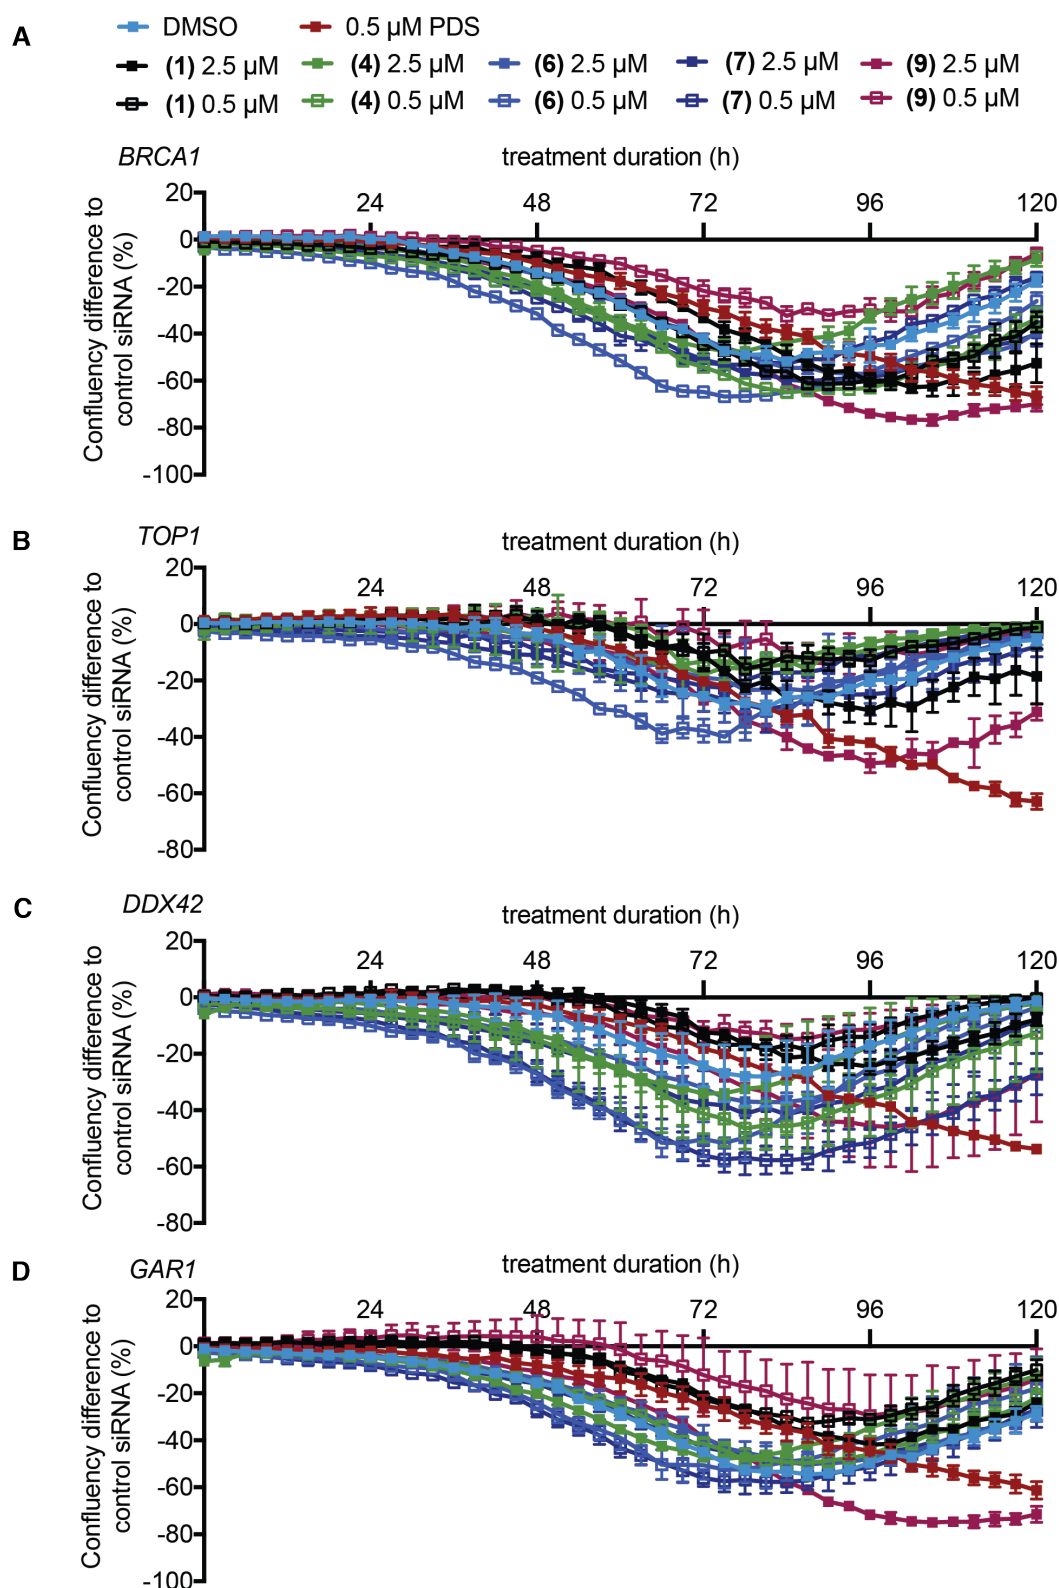 A
DMSO 0.5 µM PDS
(1) 2.5 µM (4) 2.5 µM (6) 2.5 µM (7) 2.5 µM (9) 2.5 µM
(1) 0.5 µM (4) 0.5 µM (6) 0.5 µM (7) 0.5 µM (9) 0.5 µM
BRCA1
treatment duration (h)
Confluency difference to
control siRNA (%)
24 48 72 96 120
20
0
-20
-40
-60
-80
-100
B
TOP1
treatment duration (h)
Confluency difference to
control siRNA (%)
24 48 72 96 120
20
0
-20
-40
-60
-80
C
DDX42
treatment duration (h)
Confluency difference to
control siRNA (%)
24 48 72 96 120
20
0
-20
-40
-60
-80
D
GAR1
treatment duration (h)
Confluency difference to
control siRNA (%)
24 48 72 96 120
20
0
-20
-40
-60
-80
-100